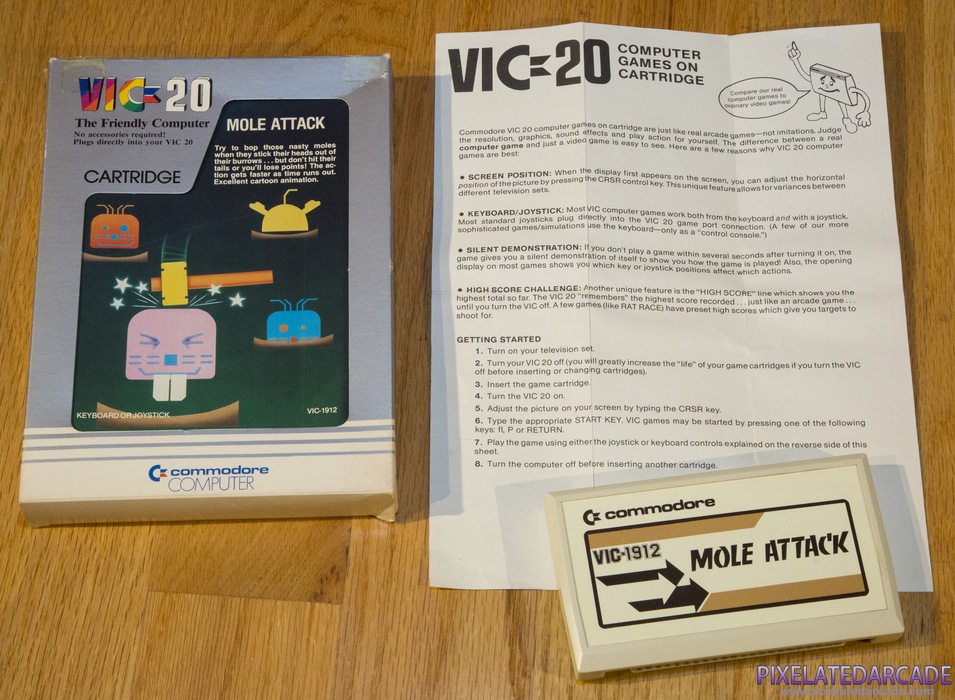 VIC 20
The Friendly Computer
No accessories required!
Plugs directly into your VIC 20
CARTRIDGE
MOLE ATTACK
Try to bop those nasty moles
when they stick their heads out of
their burrows . . . but don't hit their
tails or you'll lose points! The ac-
tion gets faster as time runs out.
Excellent cartoon animation.
KEYBOARD OR JOYSTICK
VIC-1912
commodore
COMPUTER
VIC-20
COMPUTER
GAMES ON
CARTRIDGE
Compare our real
computer games to
ordinary video games!
Commodore VIC 20 computer games on cartridge are just like real arcade games—not imitations. Judge
the resolution, graphics, sound effects and play action for yourself. The difference between a real
computer game and just a video game is easy to see. Here are a few reasons why VIC 20 computer
games are best:
• SCREEN POSITION: When the display first appears on the screen, you can adjust the horizontal
position of the picture by pressing the CRSR control key. This unique feature allows for variances between
different television sets.
• KEYBOARD/JOYSTICK: Most VIC computer games work both from the keyboard and with a joystick.
Most standard joysticks plug directly into the VIC 20 game port connection. (A few of our more
sophisticated games/simulations use the keyboard—only as a "control console.")
• SILENT DEMONSTRATION: If you don't play a game within several seconds after turning it on, the
game gives you a silent demonstration of itself to show you how the game is played! Also, the opening
display on most games shows you which key or joystick positions affect which actions.
• HIGH SCORE CHALLENGE: Another unique feature is the "HIGH SCORE" line which shows you the
highest total so far. The VIC 20 "remembers" the highest score recorded . . . just like an arcade game . . .
until you turn the VIC off. A few games (like RAT RACE) have preset high scores which give you targets to
shoot for.
GETTING STARTED
1. Turn on your television set.
2. Turn your VIC 20 off (you will greatly increase the "life" of your game cartridges if you turn the VIC
off before inserting or changing cartridges).
3. Insert the game cartridge.
4. Turn the VIC 20 on.
5. Adjust the picture on your screen by typing the CRSR key.
6. Type the appropriate START KEY. VIC games may be started by pressing one of the following
keys: fl, P or RETURN.
7. Play the game using either the joystick or keyboard controls explained on the reverse side of this
sheet.
8. Turn the computer off before inserting another cartridge.
commodore
VIC-1912
MOLE ATTACK
PIXELATEDARCADE
www.pixelatedarcade.com